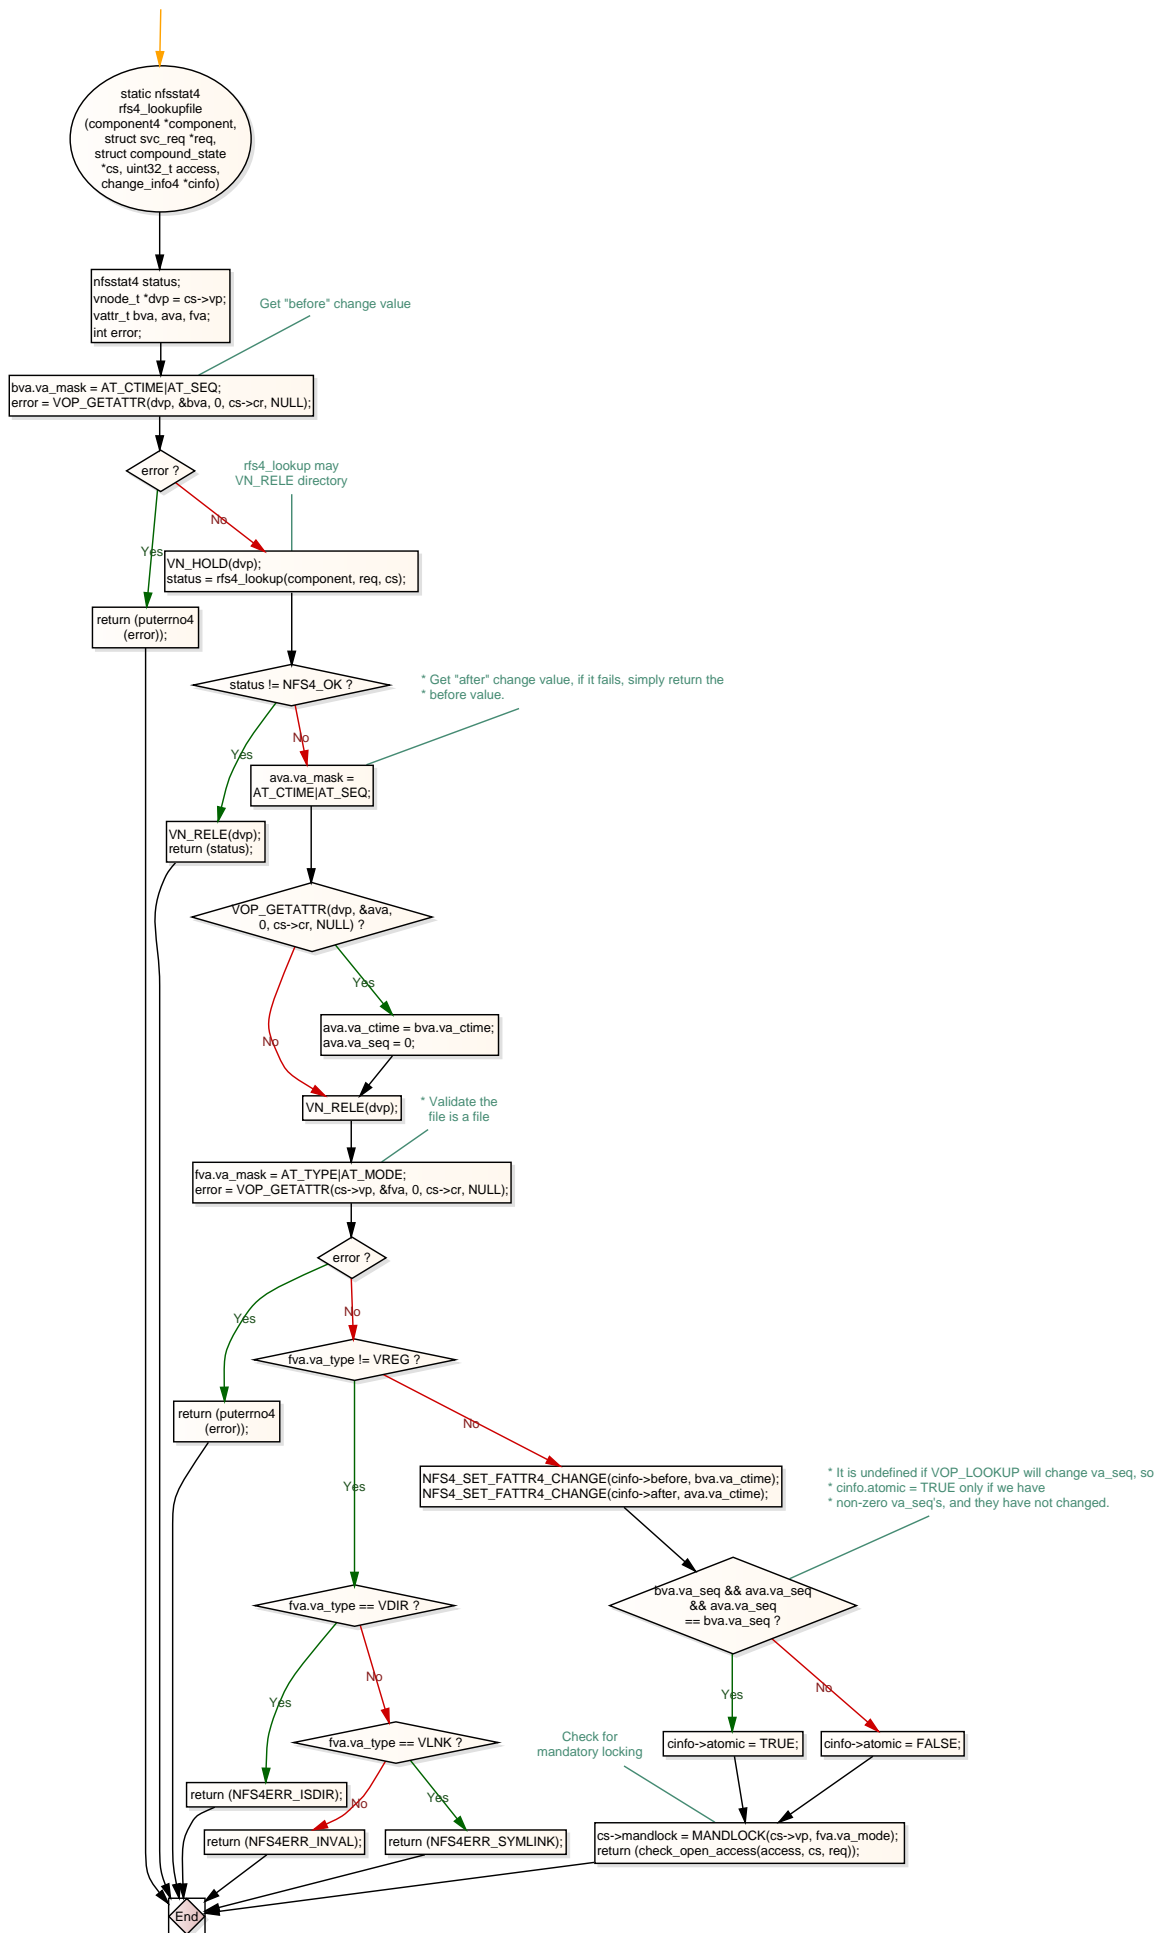 static nfsstat4
rfs4_lookupfile
(component4 *component,
struct svc_req *req,
struct compound_state
*cs, uint32_t access,
change_info4 *cinfo)
nfsstat4 status;
vnode_t *dvp = cs->vp;
vattr_t bva, ava, fva;
int error;
Get "before" change value
bva.va_mask = AT_CTIME|AT_SEQ;
error = VOP_GETATTR(dvp, &bva, 0, cs->cr, NULL);
error ?
rfs4_lookup may
VN_RELE directory
No
Yes
VN_HOLD(dvp);
status = rfs4_lookup(component, req, cs);
return (puterrno4
(error));
status != NFS4_OK ?
* Get "after" change value, if it fails, simply return the
* before value.
No
Yes
ava.va_mask =
AT_CTIME|AT_SEQ;
VN_RELE(dvp);
return (status);
VOP_GETATTR(dvp, &ava,
0, cs->cr, NULL) ?
Yes
No
ava.va_ctime = bva.va_ctime;
ava.va_seq = 0;
VN_RELE(dvp);
* Validate the
file is a file
fva.va_mask = AT_TYPE|AT_MODE;
error = VOP_GETATTR(cs->vp, &fva, 0, cs->cr, NULL);
error ?
Yes
No
fva.va_type != VREG ?
return (puterrno4
(error));
No
Yes
NFS4_SET_FATTR4_CHANGE(cinfo->before, bva.va_ctime);
NFS4_SET_FATTR4_CHANGE(cinfo->after, ava.va_ctime);
* It is undefined if VOP_LOOKUP will change va_seq, so
* cinfo.atomic = TRUE only if we have
* non-zero va_seq's, and they have not changed.
bva.va_seq && ava.va_seq
&& ava.va_seq
== bva.va_seq ?
fva.va_type == VDIR ?
No
Yes
Yes
No
fva.va_type == VLNK ?
Check for
mandatory locking
cinfo->atomic = TRUE;
cinfo->atomic = FALSE;
return (NFS4ERR_ISDIR);
No
Yes
return (NFS4ERR_INVAL);
return (NFS4ERR_SYMLINK);
cs->mandlock = MANDLOCK(cs->vp, fva.va_mode);
return (check_open_access(access, cs, req));
End